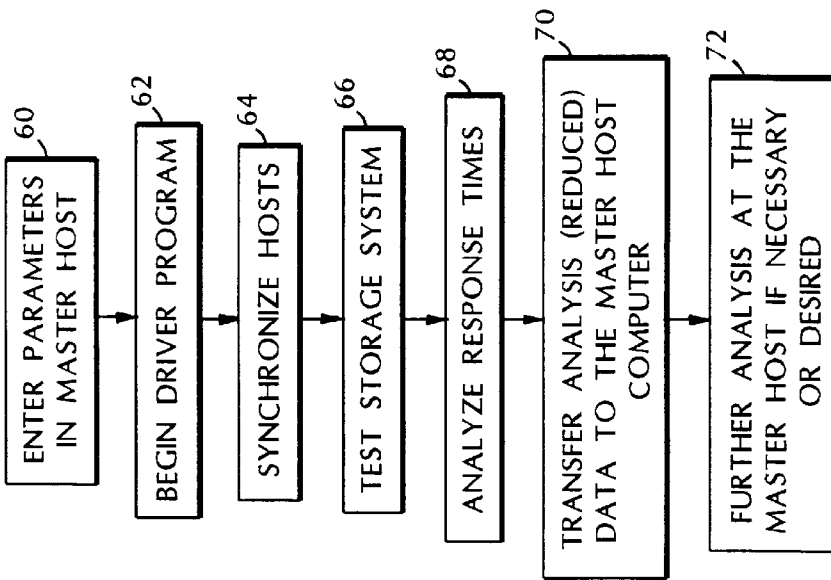 60
ENTER PARAMETERS
IN MASTER HOST
62
BEGIN DRIVER PROGRAM
64
SYNCHRONIZE HOSTS
66
TEST STORAGE SYSTEM
68
ANALYZE RESPONSE TIMES
70
TRANSFER ANALYSIS (REDUCED)
DATA TO THE MASTER HOST
COMPUTER
72
FURTHER ANALYSIS AT THE
MASTER HOST IF NECESSARY
OR DESIRED